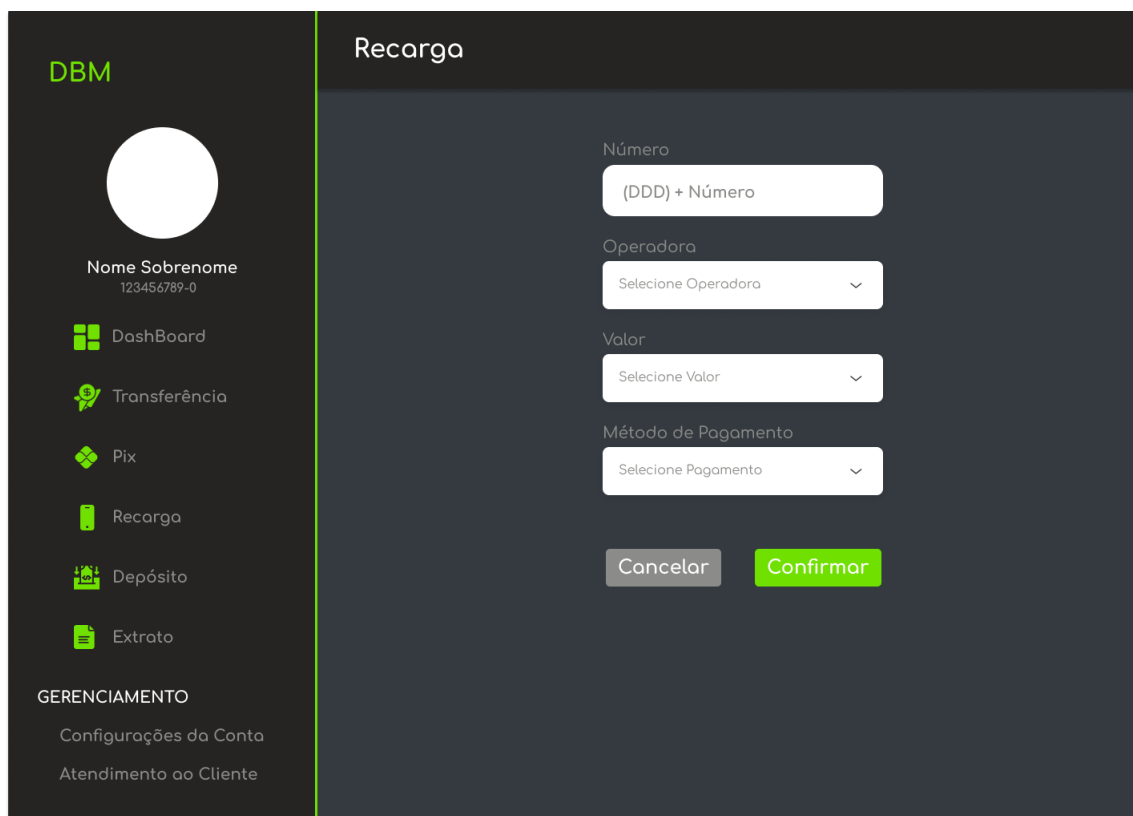 DBM
Nome Sobrenome
123456789-0
DashBoard
Transferência
Pix
Recarga
Depósito
Extrato
GERENCIAMENTO
Configurações da Conta
Atendimento ao Cliente
Recarga
Número
(DDD) + Número
Operadora
Selecione Operadora
Valor
Selecione Valor
Método de Pagamento
Selecione Pagamento
Cancelar
Confirmar